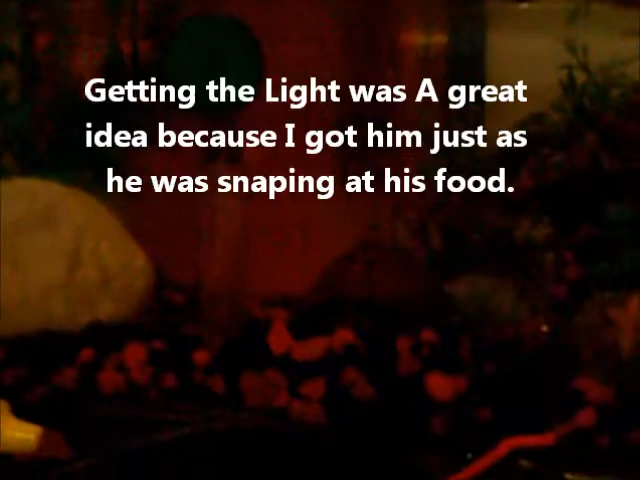 Getting the Light was A great
idea because I got him just as
he was snaping at his food.